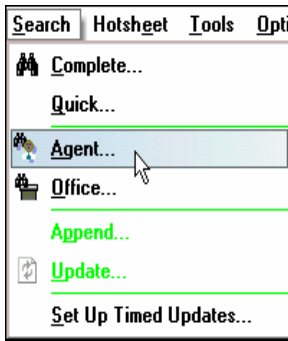 Search Hotsheet Tools Opti
Complete...
Quick...
Agent...
Office...
Append...
Update...
Set Up Timed Updates...